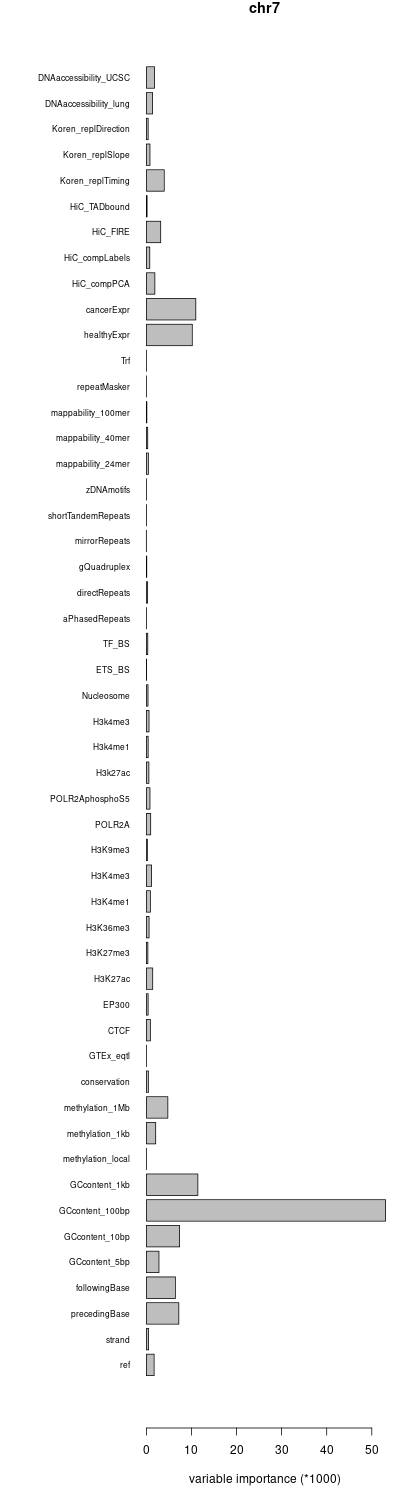 chr7
DNAaccessibility_UCSC
DNAaccessibility_lung
Koren_replDirection
Koren_replSlope
Koren_replTiming
HiC_TADbound
HiC_FIRE
HiC_compLabels
HiC_compPCA
cancerExpr
healthyExpr
Trf
repeatMasker
mappability_100mer
mappability_40mer
mappability_24mer
zDNAmotifs
shortTandemRepeats
mirrorRepeats
gQuadruplex
directRepeats
aPhasedRepeats
TF_BS
ETS_BS
Nucleosome
H3k4me3
H3k4me1
H3k27ac
POLR2AphosphoS5
POLR2A
H3K9me3
H3K4me3
H3K4me1
H3K36me3
H3K27me3
H3K27ac
EP300
CTCF
GTEx_eqtl
conservation
methylation_1Mb
methylation_1kb
methylation_local
GCcontent_1kb
GCcontent_100bp
GCcontent_10bp
GCcontent_5bp
followingBase
precedingBase
strand
ref
0 10 20 30 40 50
variable importance (*1000)